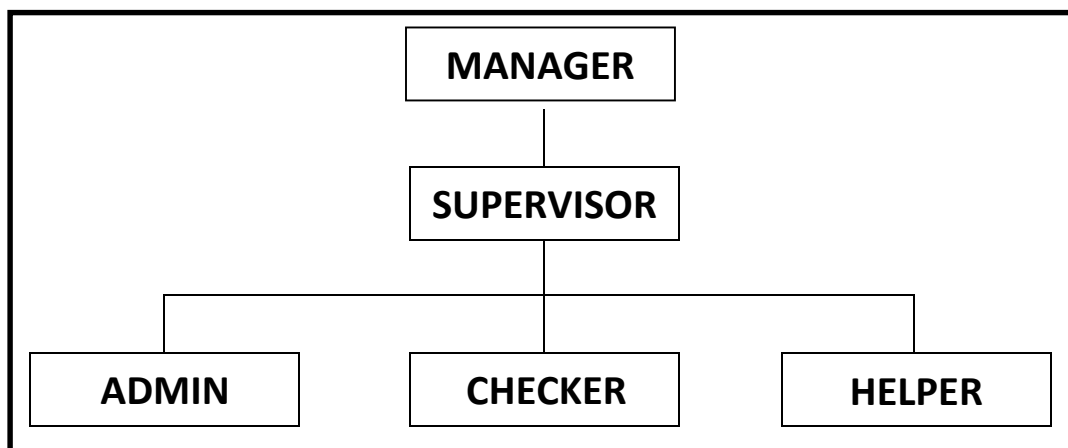 MANAGER
SUPERVISOR
ADMIN
CHECKER
HELPER